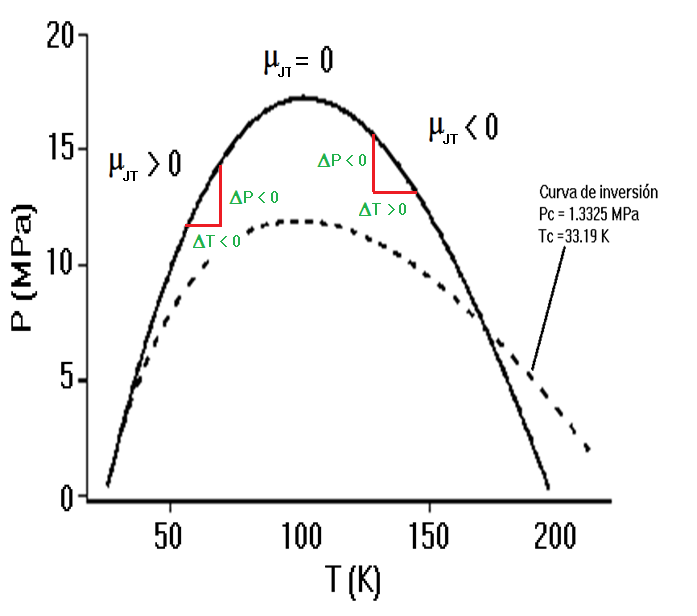 20
μJT = 0
μJT > 0
μJT < 0
15
ΔP < 0
ΔT < 0
ΔP < 0
ΔT >0
Curva de inversión
Pc = 1.3325 MPa
Tc =33.19 K
10
5
0
P (MPa)
50
100
150
200
T (K)